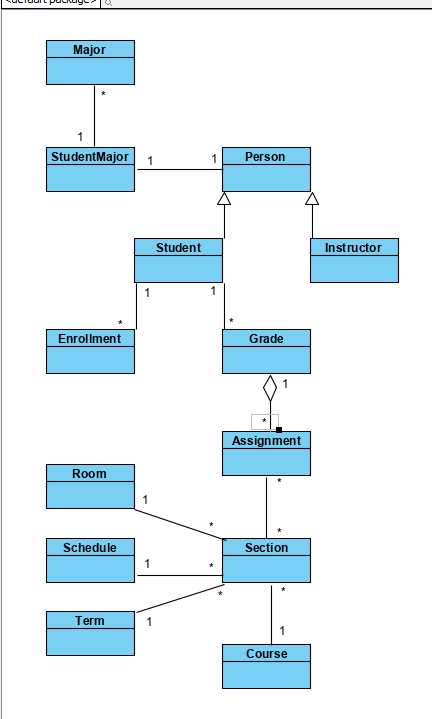 <default package>
Major
*
1
StudentMajor
1
1
Person
Student
Instructor
1
1
*
*
Enrollment
Grade
1
*
Assignment
Room
*
1
*
*
Schedule
1
*
Section
*
*
Term
1
1
Course